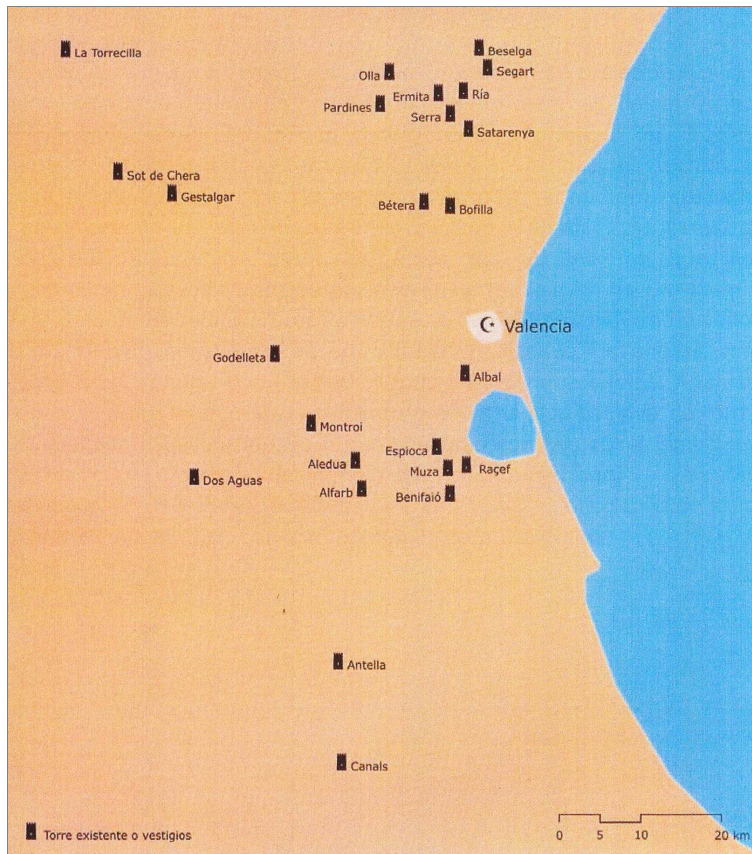 La Torrecilla
Beselga
Segart
Olla
Ermita
Ría
Pardines
Serra
Satarenya
Sot de Chera
Gestalgar
Bétera
Bofilla
Valencia
Godelleta
Albal
Montroi
Espioca
Aledua
Muza
Raçef
Dos Aguas
Alfarb
Benifaió
Antella
Canals
Torre existente o vestigios
0 5 10 20 km